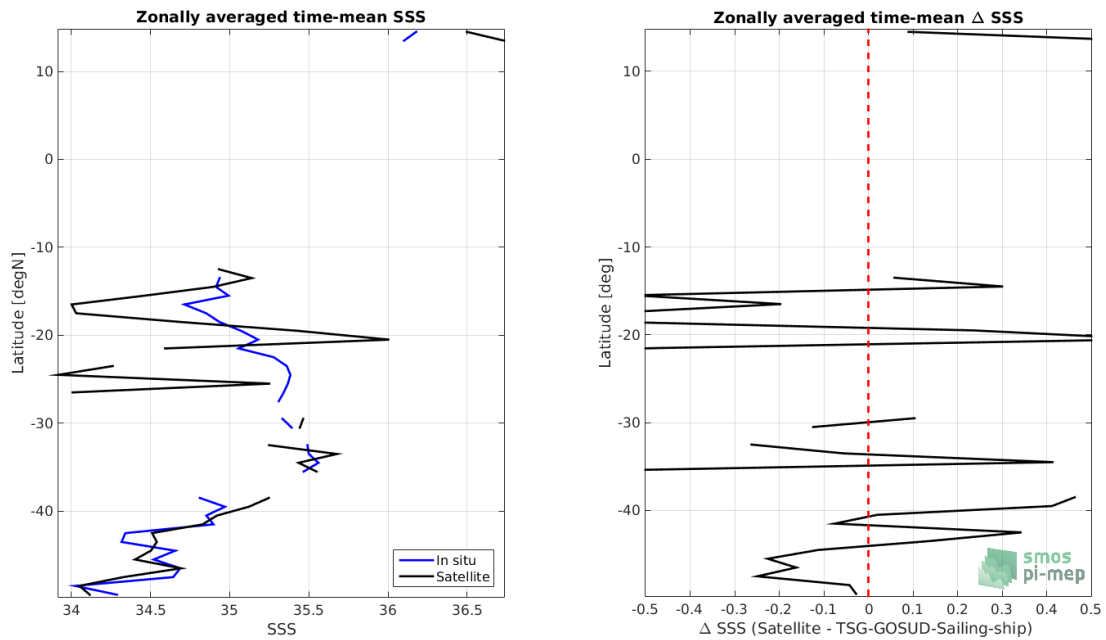 Zonally averaged time-mean SSS
Latitude [degN]
10
0
-10
-20
-30
-40
34
34.5
35
35.5
36
36.5
SSS
In situ
Satellite
Zonally averaged time-mean Δ SSS
Latitude [deg]
10
0
-10
-20
-30
-40
-0.5
-0.4
-0.3
-0.2
-0.1
0
0.1
0.2
0.3
0.4
0.5
Δ SSS (Satellite - TSG-GOSUD-Sailing-ship)
smos
pi-mep